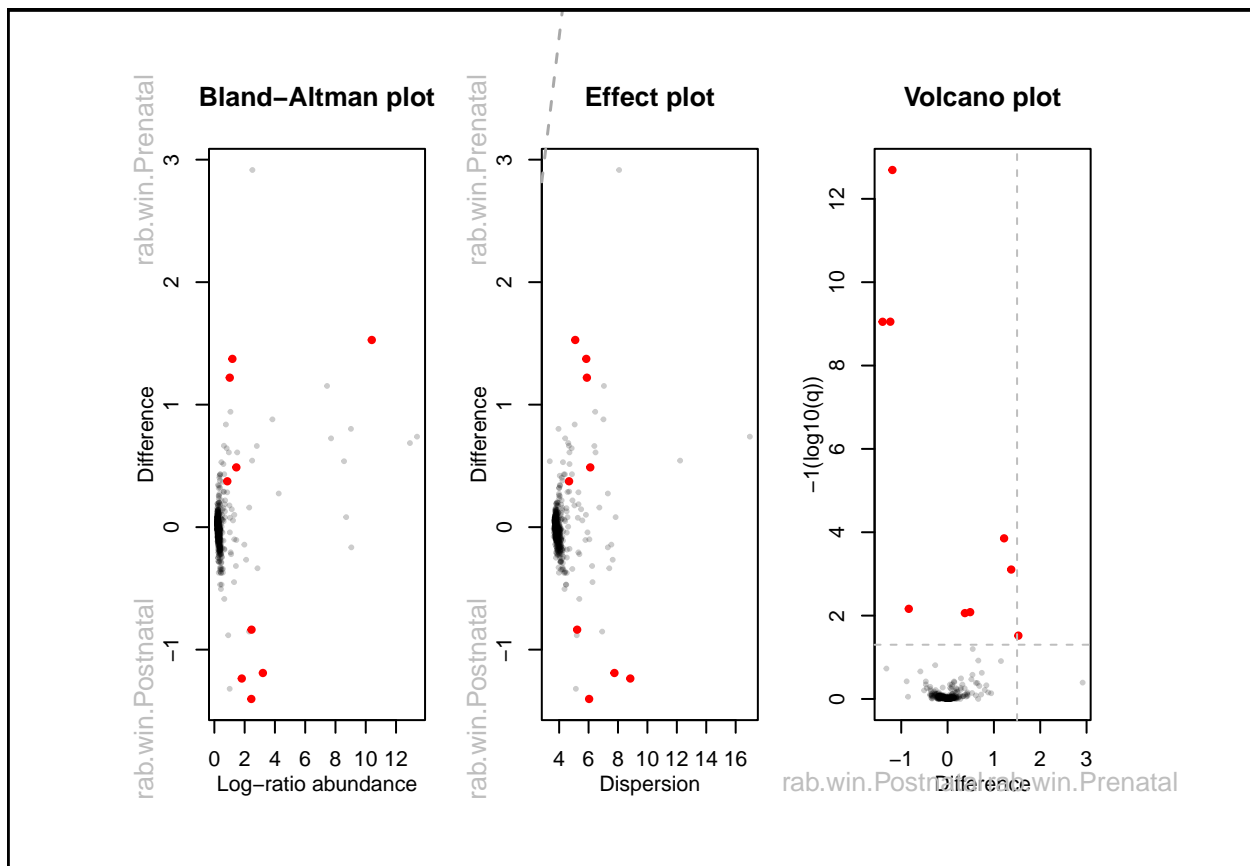 Bland−Altman plot
rab.win.Prenatal
rab.win.Postnatal
Difference
3
2
1
0
−1
0 2 4 6 8 10 12
Log−ratio abundance
Effect plot
rab.win.Prenatal
rab.win.Postnatal
Difference
3
2
1
0
−1
4 6 8 10 12 14 16
Dispersion
Volcano plot
−1(log10(q))
12
10
8
6
4
2
0
−1 0 1 2 3
Difference
rab.win.Postnatal
rab.win.Prenatal